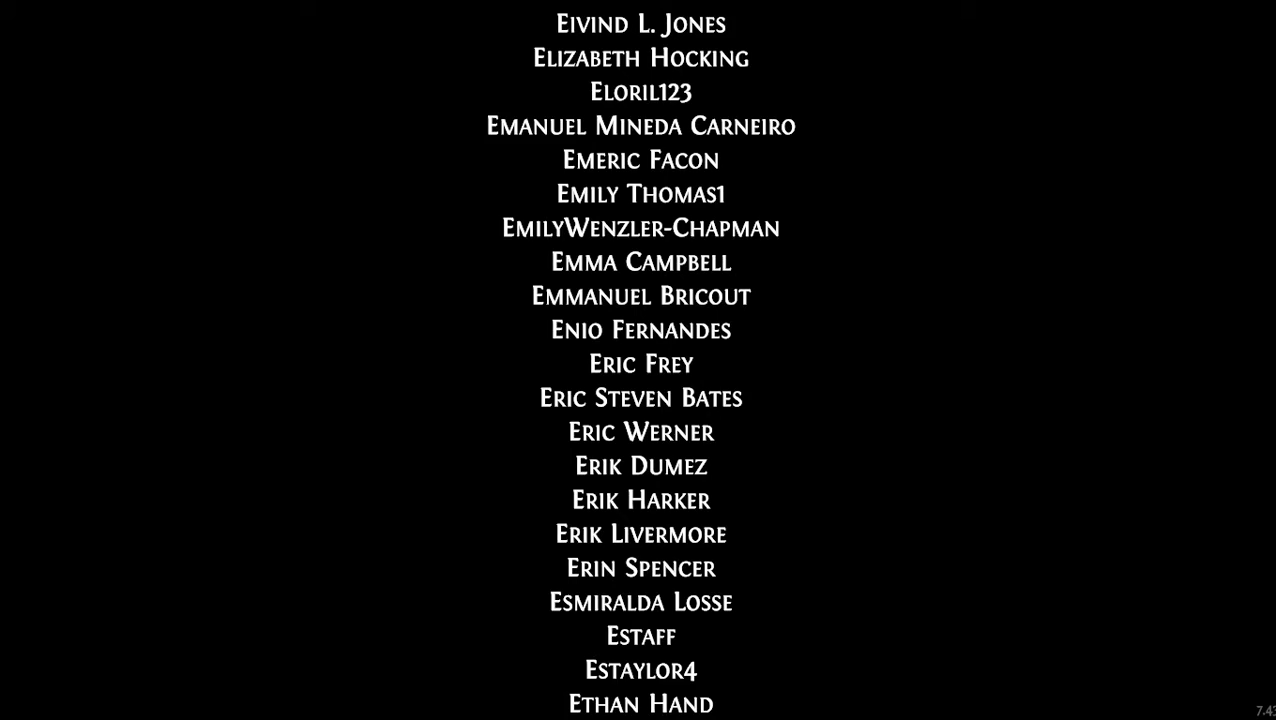 Eivind L. Jones
Elizabeth Hocking
Eloril123
Emanuel Mineda Carneiro
Emeric Facon
Emily Thomas1
EmilyWenzler-Chapman
Emma Campbell
Emmanuel Bricout
Enio Fernandes
Eric Frey
Eric Steven Bates
Eric Werner
Erik Dumez
Erik Harker
Erik Livermore
Erin Spencer
Esmiralda Losse
Estaff
Estaylor4
Ethan Hand
7.43